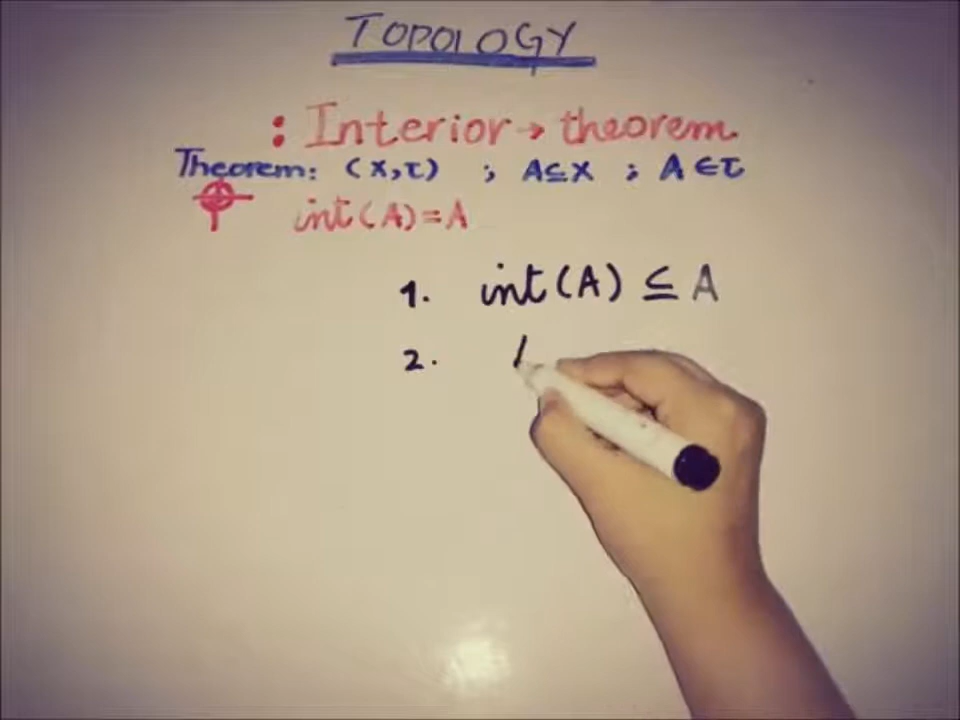 TOPOLOGY
: Interior → theorem
Theorem: (X,τ) ; A⊆X ; A∈τ
int(A)=A
1. int(A) ⊆ A
2.